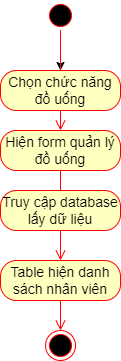 Chọn chức năng
đồ uống
Hiện form quản lý
đồ uống
Truy cập database
lấy dữ liệu
Table hiện danh
sách nhân viên